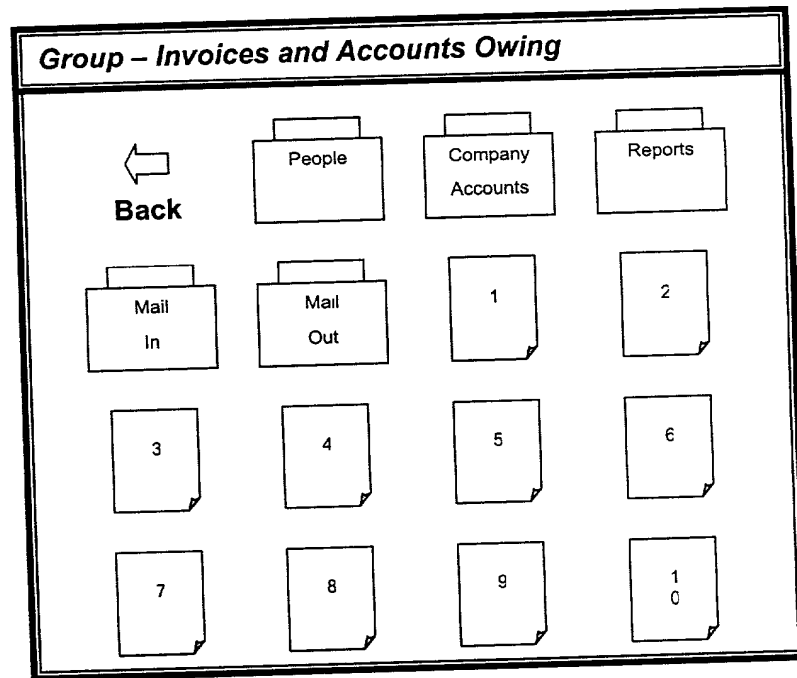 Group – Invoices and Accounts Owing
Back
People
Company
Accounts
Reports
Mail
In
Mail
Out
1
2
3
4
5
6
7
8
9
1
0